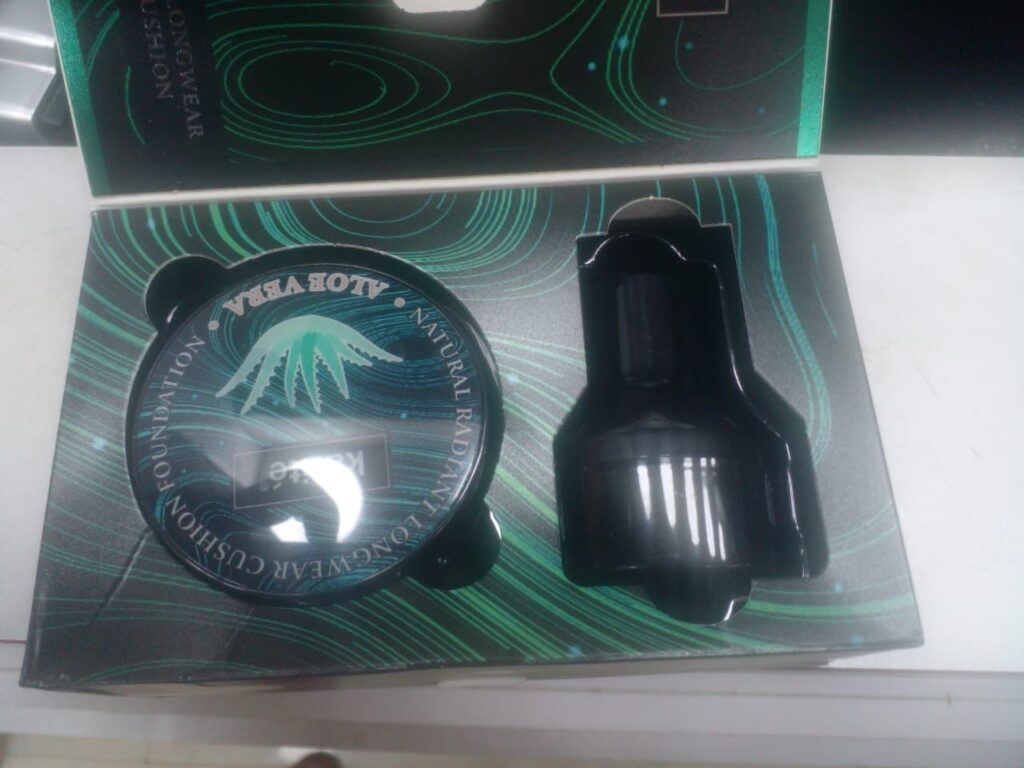 LONGWEAR
CUSHION
ALOE VERA
• NATURAL RADIANT LONGWEAR CUSHION FOUNDATION •